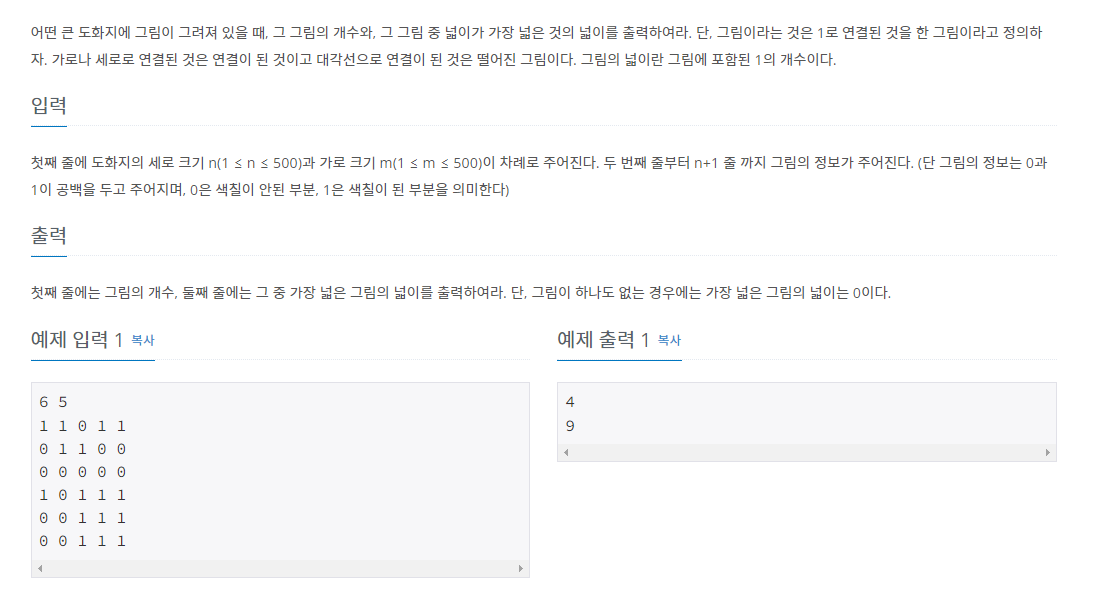 어떤 큰 도화지에 그림이 그려져 있을 때, 그 그림의 개수와, 그 그림 중 넓이가 가장 넓은 것의 넓이를 출력하여라. 단, 그림이라는 것은 1로 연결된 것을 한 그림이라고 정의하
자. 가로나 세로로 연결된 것은 연결이 된 것이고 대각선으로 연결이 된 것은 떨어진 그림이다. 그림의 넓이란 그림에 포함된 1의 개수이다.
입력
첫째 줄에 도화지의 세로 크기 n(1 ≤ n ≤ 500)과 가로 크기 m(1 ≤ m ≤ 500)이 차례로 주어진다. 두 번째 줄부터 n+1 줄 까지 그림의 정보가 주어진다. (단 그림의 정보는 0과
1이 공백을 두고 주어지며, 0은 색칠이 안된 부분, 1은 색칠이 된 부분을 의미한다)
출력
첫째 줄에는 그림의 개수, 둘째 줄에는 그 중 가장 넓은 그림의 넓이를 출력하여라. 단, 그림이 하나도 없는 경우에는 가장 넓은 그림의 넓이는 0이다.
예제 입력 1 복사
6 5
1 1 0 1 1
0 1 1 0 0
0 0 0 0 0
1 0 1 1 1
0 0 1 1 1
0 0 1 1 1
예제 출력 1 복사
4
9